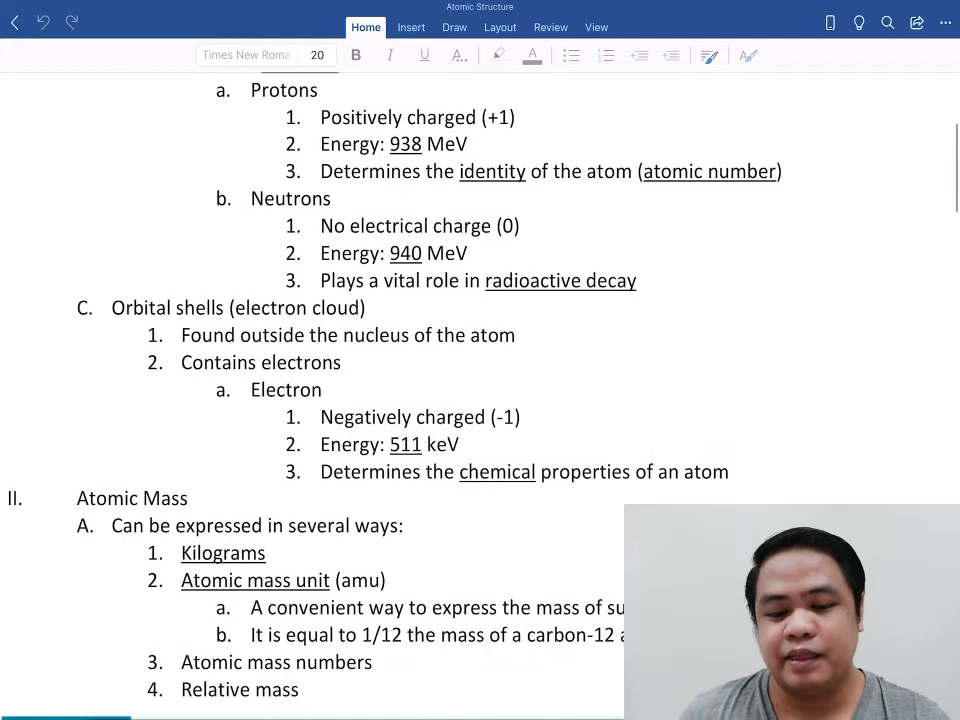 Atomic Structure
Home Insert Draw Layout Review View
Times New Roma 20 B I U A
a. Protons
1. Positively charged (+1)
2. Energy: 938 MeV
3. Determines the identity of the atom (atomic number)
b. Neutrons
1. No electrical charge (0)
2. Energy: 940 MeV
3. Plays a vital role in radioactive decay
C. Orbital shells (electron cloud)
1. Found outside the nucleus of the atom
2. Contains electrons
a. Electron
1. Negatively charged (-1)
2. Energy: 511 keV
3. Determines the chemical properties of an atom
II. Atomic Mass
A. Can be expressed in several ways:
1. Kilograms
2. Atomic mass unit (amu)
a. A convenient way to express the mass of su
b. It is equal to 1/12 the mass of a carbon-12 a
3. Atomic mass numbers
4. Relative mass